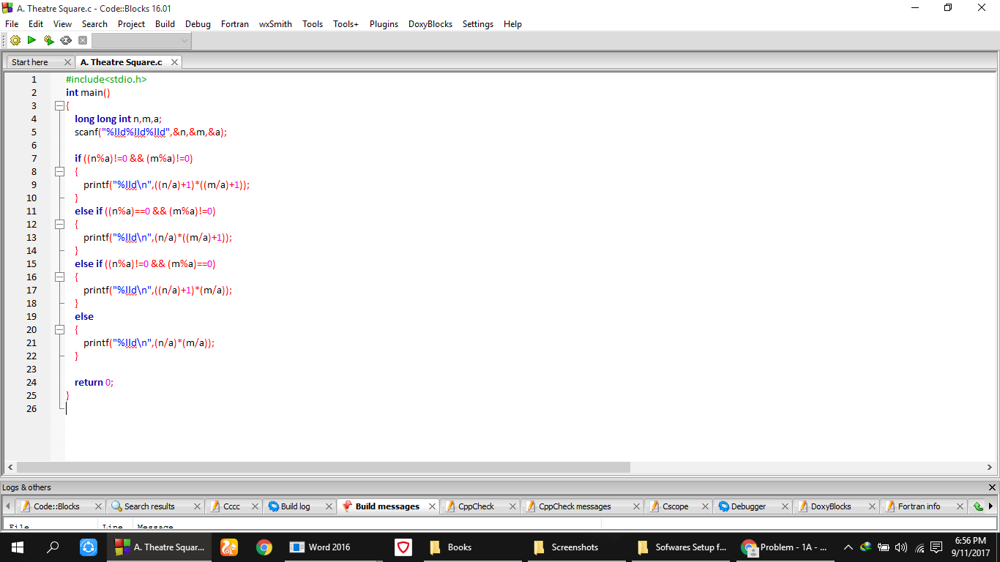 A. Theatre Square.c - Code::Blocks 16.01
File Edit View Search Project Build Debug Fortran wxSmith Tools Tools+ Plugins DoxyBlocks Settings Help
Start here A. Theatre Square.c
1 #include<stdio.h>
2 int main()
3 {
4 long long int n,m,a;
5 scanf("%lld%lld%lld",&n,&m,&a);
6
7 if ((n%a)!=0 && (m%a)!=0)
8 {
9 printf("%lld\n",((n/a)+1)*((m/a)+1));
10 }
11 else if ((n%a)==0 && (m%a)!=0)
12 {
13 printf("%lld\n",(n/a)*((m/a)+1));
14 }
15 else if ((n%a)!=0 && (m%a)==0)
16 {
17 printf("%lld\n",((n/a)+1)*(m/a));
18 }
19 else
20 {
21 printf("%lld\n",(n/a)*(m/a));
22 }
23
24 return 0;
25 }
26
Logs & others
Code::Blocks Search results Cccc Build log Build messages CppCheck CppCheck messages Cscope Debugger DoxyBlocks Fortran info
File Line Message
A. Theatre Squar... Word 2016 Books Screenshots Sofwares Setup f... Problem - 1A - ... 6:56 PM
9/11/2017